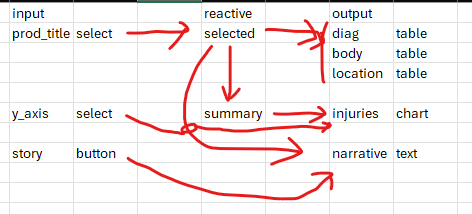 input reactive output
prod_title select selected diag table
body table
location table
y_axis select summary injuries chart
story button narrative text